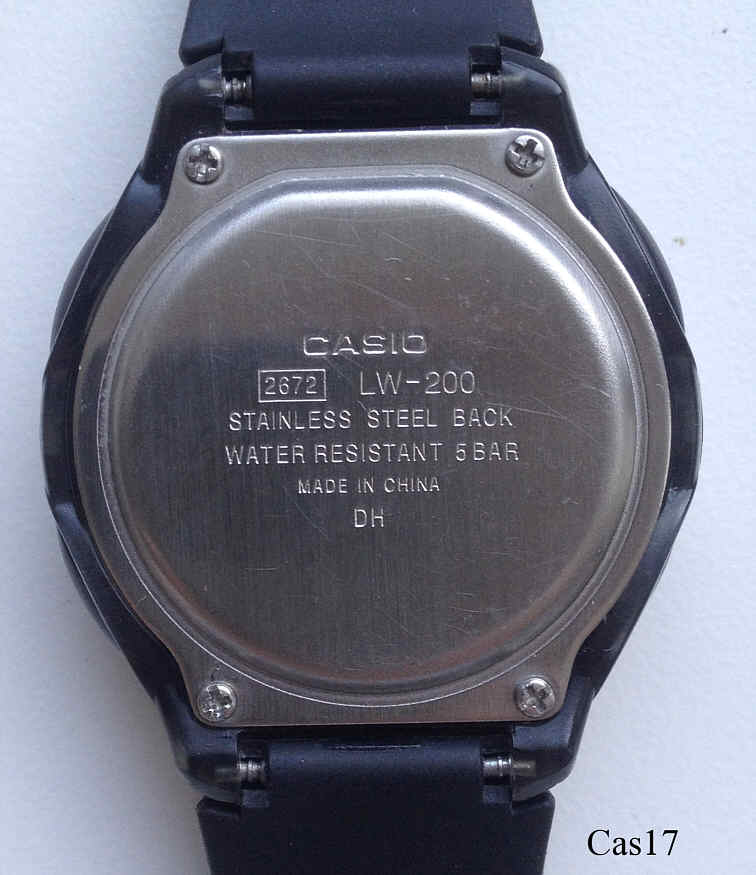 CASIO
2672 LW-200
STAINLESS STEEL BACK
WATER RESISTANT 5 BAR
MADE IN CHINA
DH
Cas17